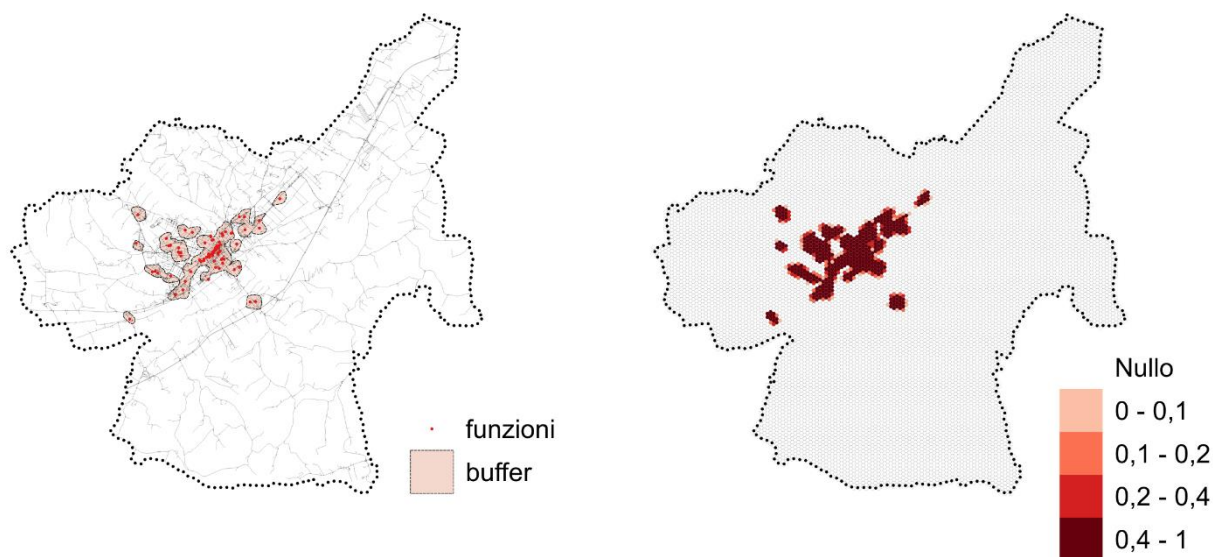 funzioni
buffer
Nullo
0 - 0,1
0,1 - 0,2
0,2 - 0,4
0,4 - 1